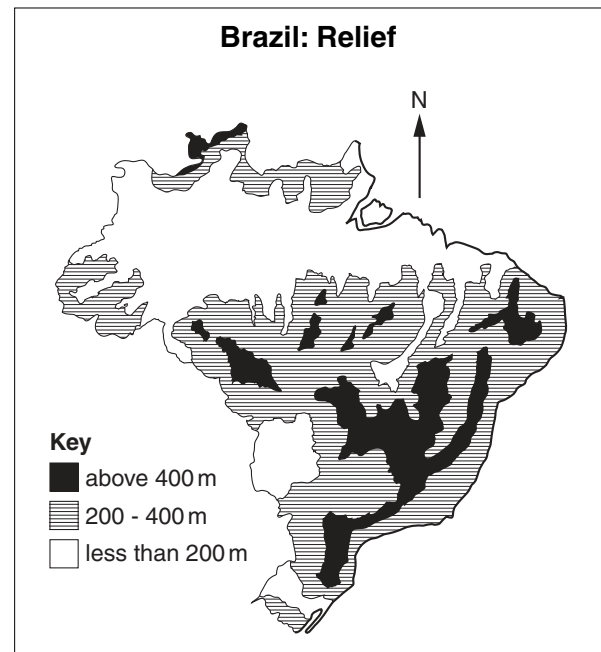 Brazil: Relief
N
Key
above 400 m
200 - 400 m
less than 200 m